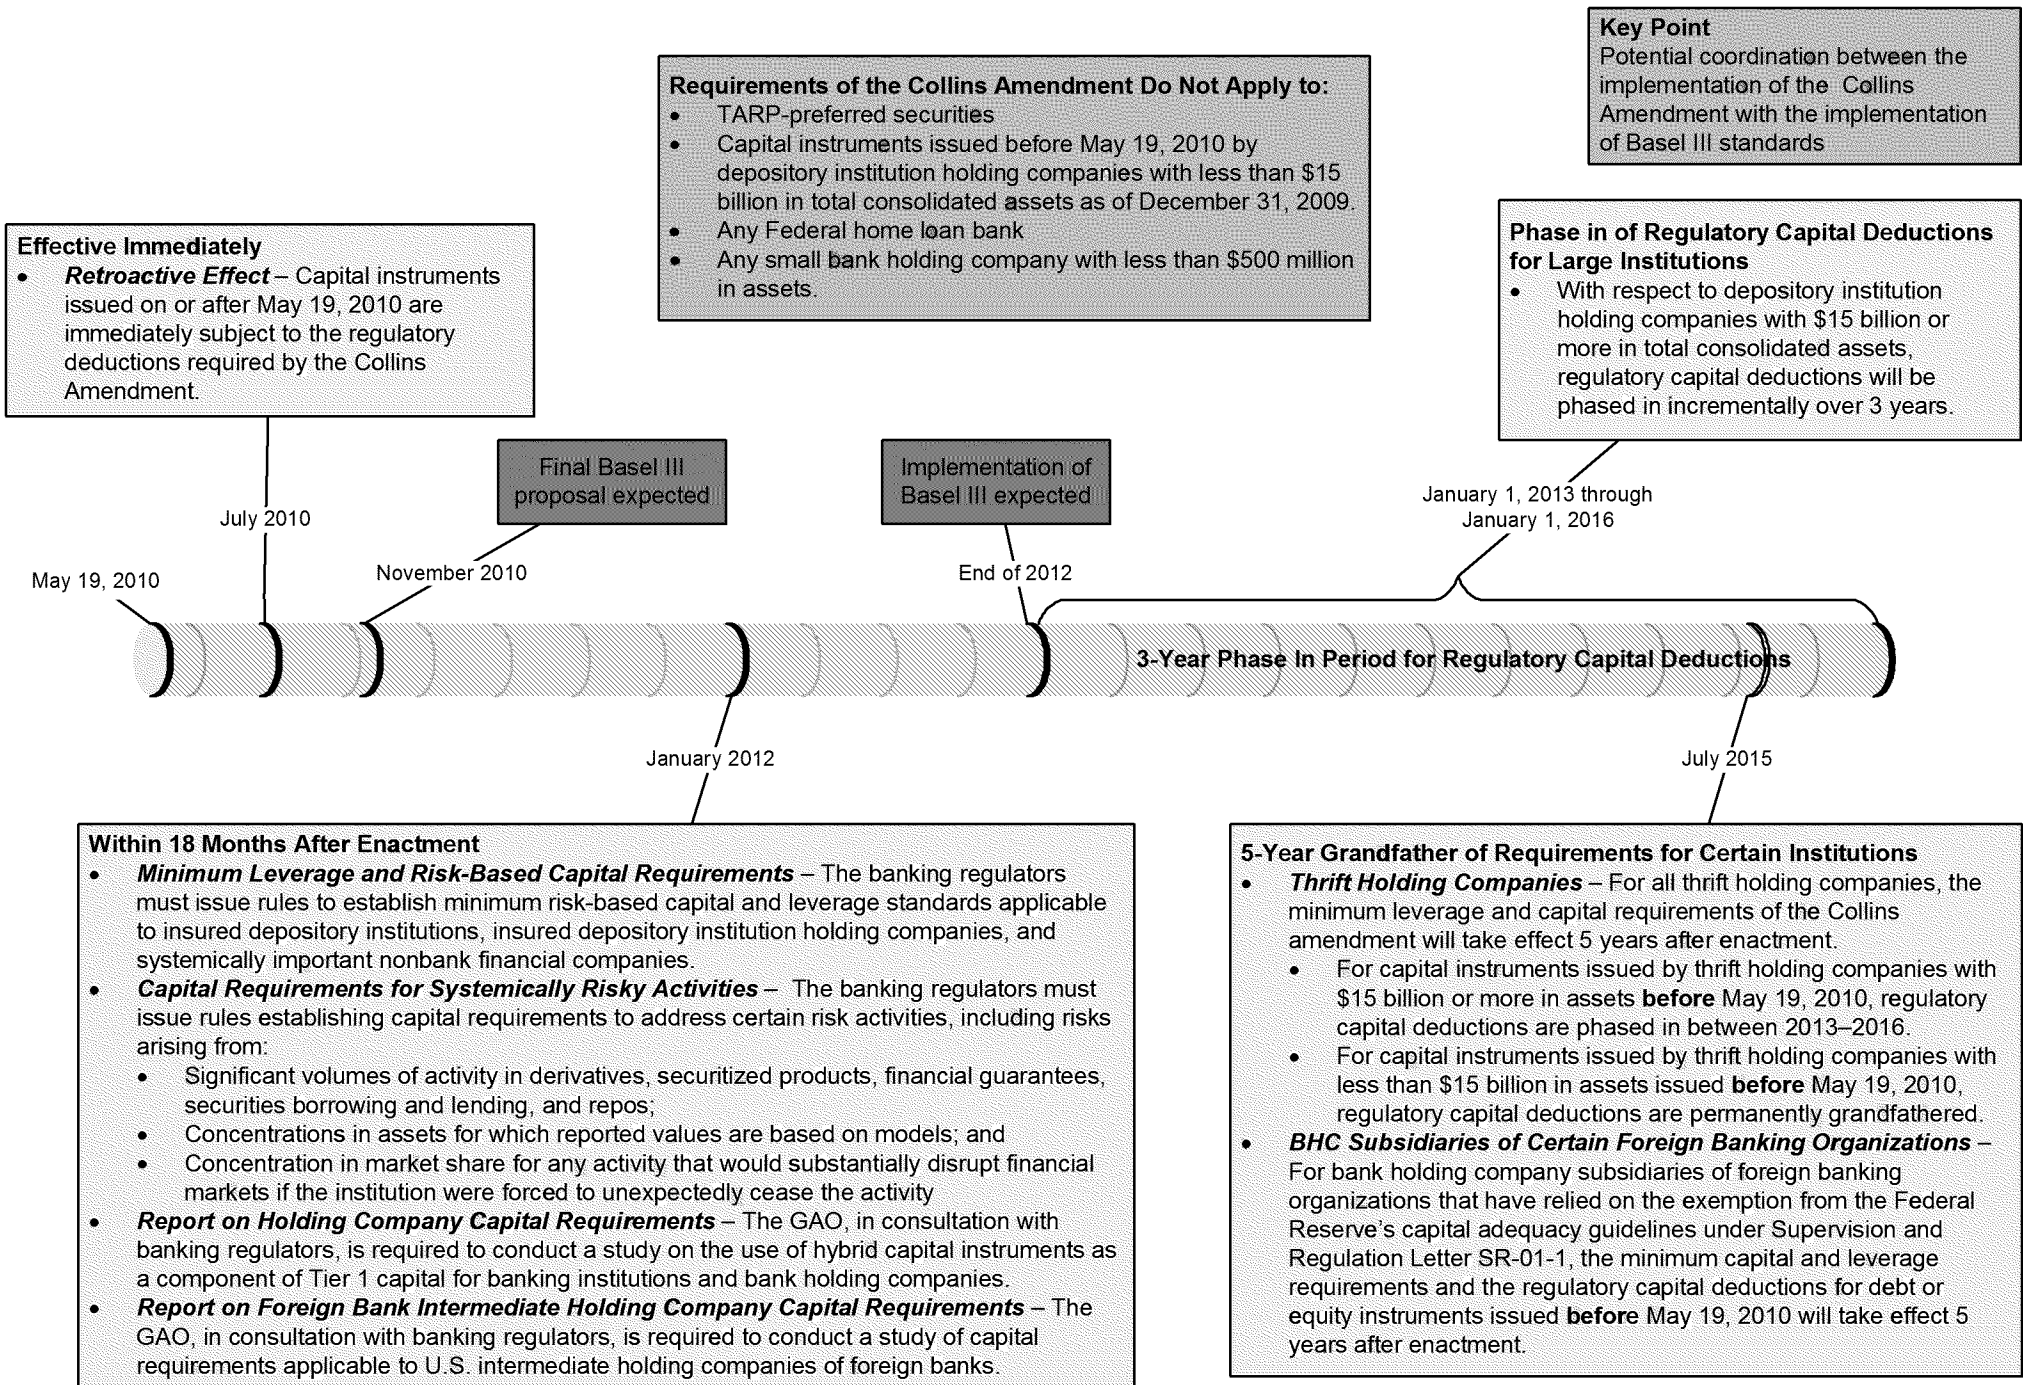 Key Point
Potential coordination between the
implementation of the Collins
Amendment with the implementation
of Basel III standards
Requirements of the Collins Amendment Do Not Apply to:
• TARP-preferred securities
• Capital instruments issued before May 19, 2010 by
depository institution holding companies with less than $15
billion in total consolidated assets as of December 31, 2009.
• Any Federal home loan bank
• Any small bank holding company with less than $500 million
in assets.
Effective Immediately
• Retroactive Effect – Capital instruments
issued on or after May 19, 2010 are
immediately subject to the regulatory
deductions required by the Collins
Amendment.
Phase in of Regulatory Capital Deductions
for Large Institutions
• With respect to depository institution
holding companies with $15 billion or
more in total consolidated assets,
regulatory capital deductions will be
phased in incrementally over 3 years.
Final Basel III
proposal expected
Implementation of
Basel III expected
January 1, 2013 through
January 1, 2016
July 2010
May 19, 2010
November 2010
End of 2012
3-Year Phase In Period for Regulatory Capital Deductions
January 2012
July 2015
Within 18 Months After Enactment
• Minimum Leverage and Risk-Based Capital Requirements – The banking regulators
must issue rules to establish minimum risk-based capital and leverage standards applicable
to insured depository institutions, insured depository institution holding companies, and
systemically important nonbank financial companies.
• Capital Requirements for Systemically Risky Activities – The banking regulators must
issue rules establishing capital requirements to address certain risk activities, including risks
arising from:
• Significant volumes of activity in derivatives, securitized products, financial guarantees,
securities borrowing and lending, and repos;
• Concentrations in assets for which reported values are based on models; and
• Concentration in market share for any activity that would substantially disrupt financial
markets if the institution were forced to unexpectedly cease the activity
• Report on Holding Company Capital Requirements – The GAO, in consultation with
banking regulators, is required to conduct a study on the use of hybrid capital instruments as
a component of Tier 1 capital for banking institutions and bank holding companies.
• Report on Foreign Bank Intermediate Holding Company Capital Requirements – The
GAO, in consultation with banking regulators, is required to conduct a study of capital
requirements applicable to U.S. intermediate holding companies of foreign banks.
5-Year Grandfather of Requirements for Certain Institutions
• Thrift Holding Companies – For all thrift holding companies, the
minimum leverage and capital requirements of the Collins
amendment will take effect 5 years after enactment.
• For capital instruments issued by thrift holding companies with
$15 billion or more in assets before May 19, 2010, regulatory
capital deductions are phased in between 2013–2016.
• For capital instruments issued by thrift holding companies with
less than $15 billion in assets issued before May 19, 2010,
regulatory capital deductions are permanently grandfathered.
• BHC Subsidiaries of Certain Foreign Banking Organizations –
For bank holding company subsidiaries of foreign banking
organizations that have relied on the exemption from the Federal
Reserve's capital adequacy guidelines under Supervision and
Regulation Letter SR-01-1, the minimum capital and leverage
requirements and the regulatory capital deductions for debt or
equity instruments issued before May 19, 2010 will take effect 5
years after enactment.